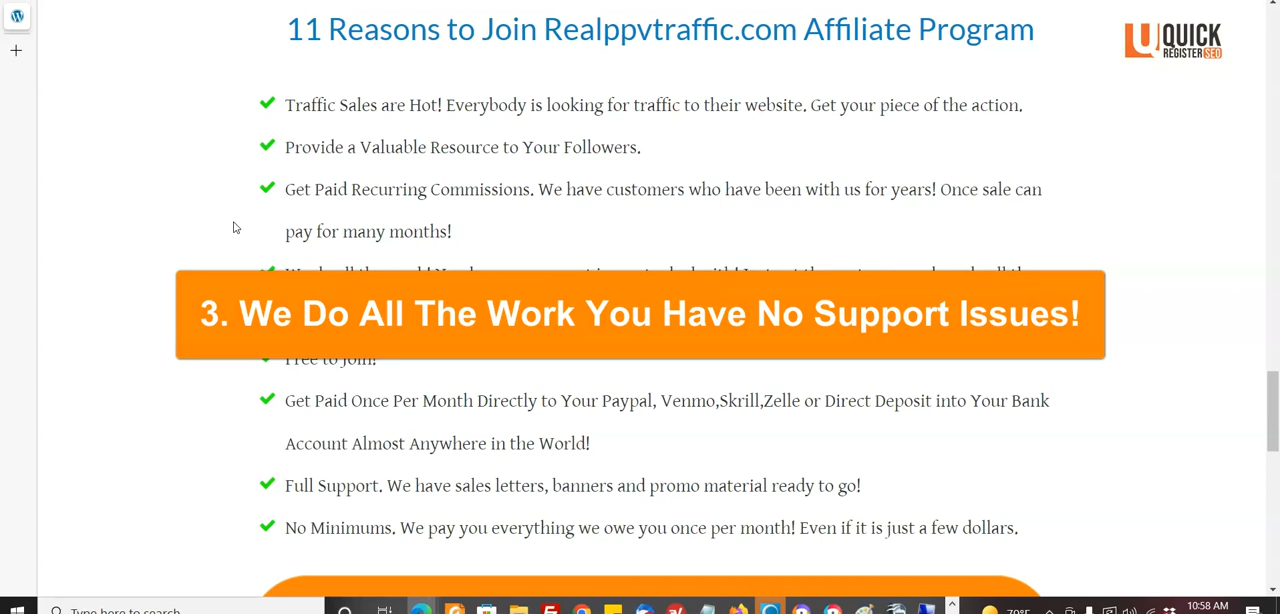 11 Reasons to Join Realppvtraffic.com Affiliate Program
QUICK
REGISTERSEO
Traffic Sales are Hot! Everybody is looking for traffic to their website. Get your piece of the action.
Provide a Valuable Resource to Your Followers.
Get Paid Recurring Commissions. We have customers who have been with us for years! Once sale can
pay for many months!
3. We Do All The Work You Have No Support Issues!
Free to Join!
Get Paid Once Per Month Directly to Your Paypal, Venmo,Skrill,Zelle or Direct Deposit into Your Bank
Account Almost Anywhere in the World!
Full Support. We have sales letters, banners and promo material ready to go!
No Minimums. We pay you everything we owe you once per month! Even if it is just a few dollars.
Type here to search
70°F
10:58 AM